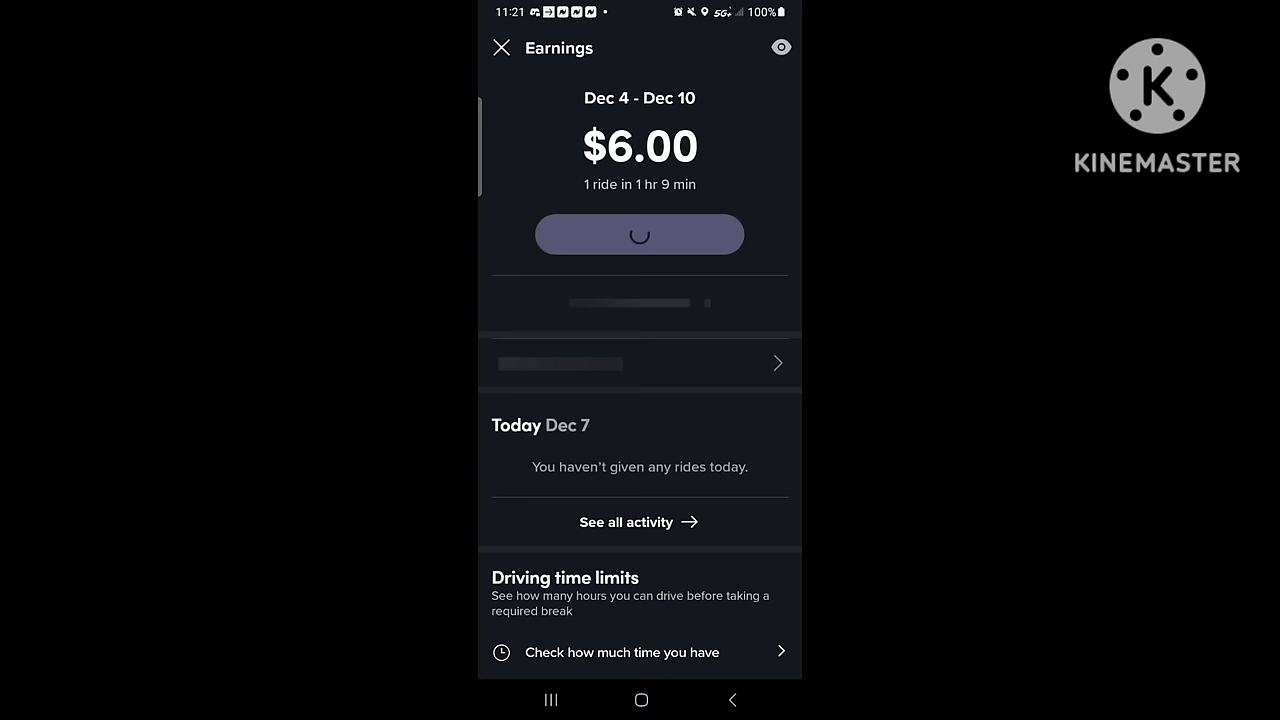 11:21 5G+ 100%
Earnings
Dec 4 - Dec 10
$6.00
1 ride in 1 hr 9 min
Today Dec 7
You haven't given any rides today.
See all activity →
Driving time limits
See how many hours you can drive before taking a
required break
Check how much time you have
K
KINEMASTER